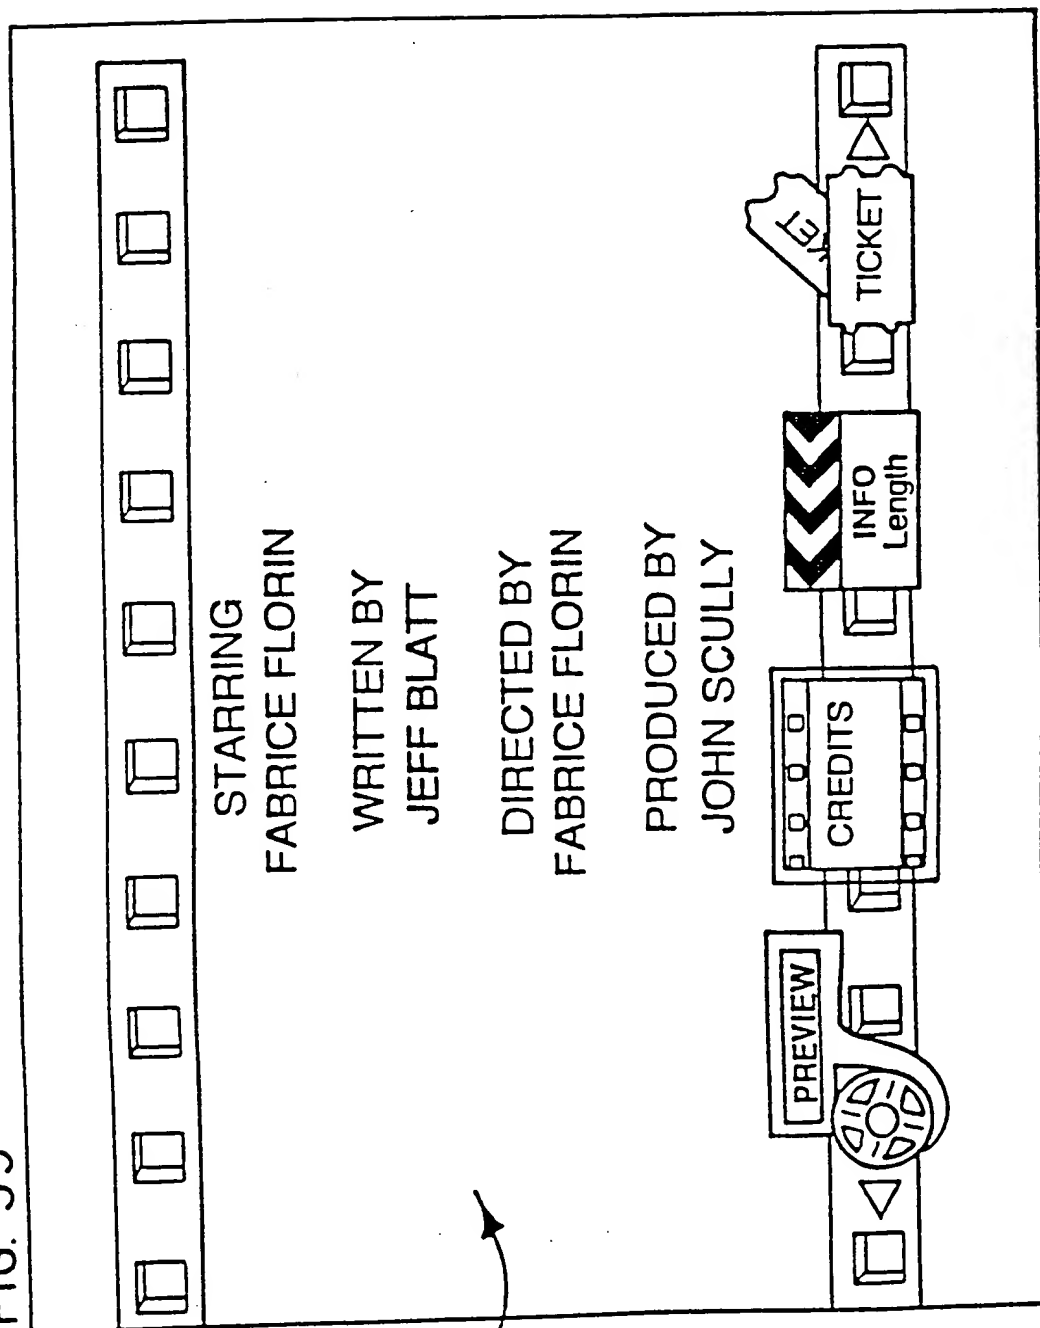 STARRING
FABRICE FLORIN
WRITTEN BY
JEFF BLATT
DIRECTED BY
FABRICE FLORIN
PRODUCED BY
JOHN SCULLY
PREVIEW
CREDITS
INFO
Length
TICKET